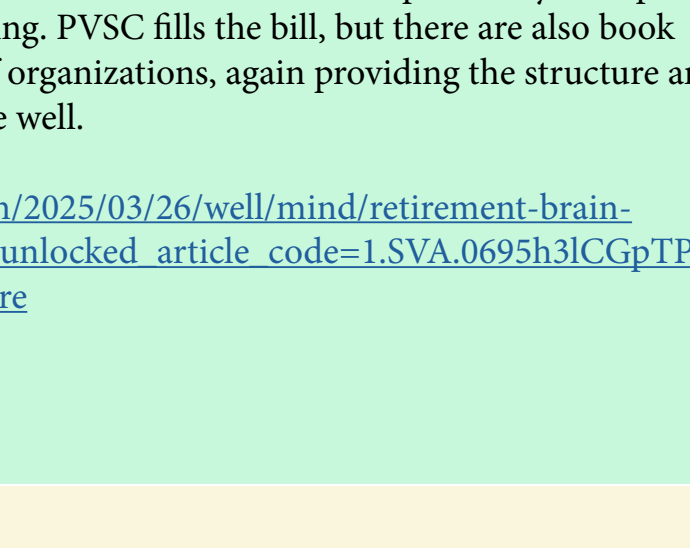 ng. PVSC fills the bill, but there are also book
organizations, again providing the structure
well.
/2025/03/26/well/mind/retirement-brain-
unlocked_article_code=1.SVA.0695h3lCGpTP
re